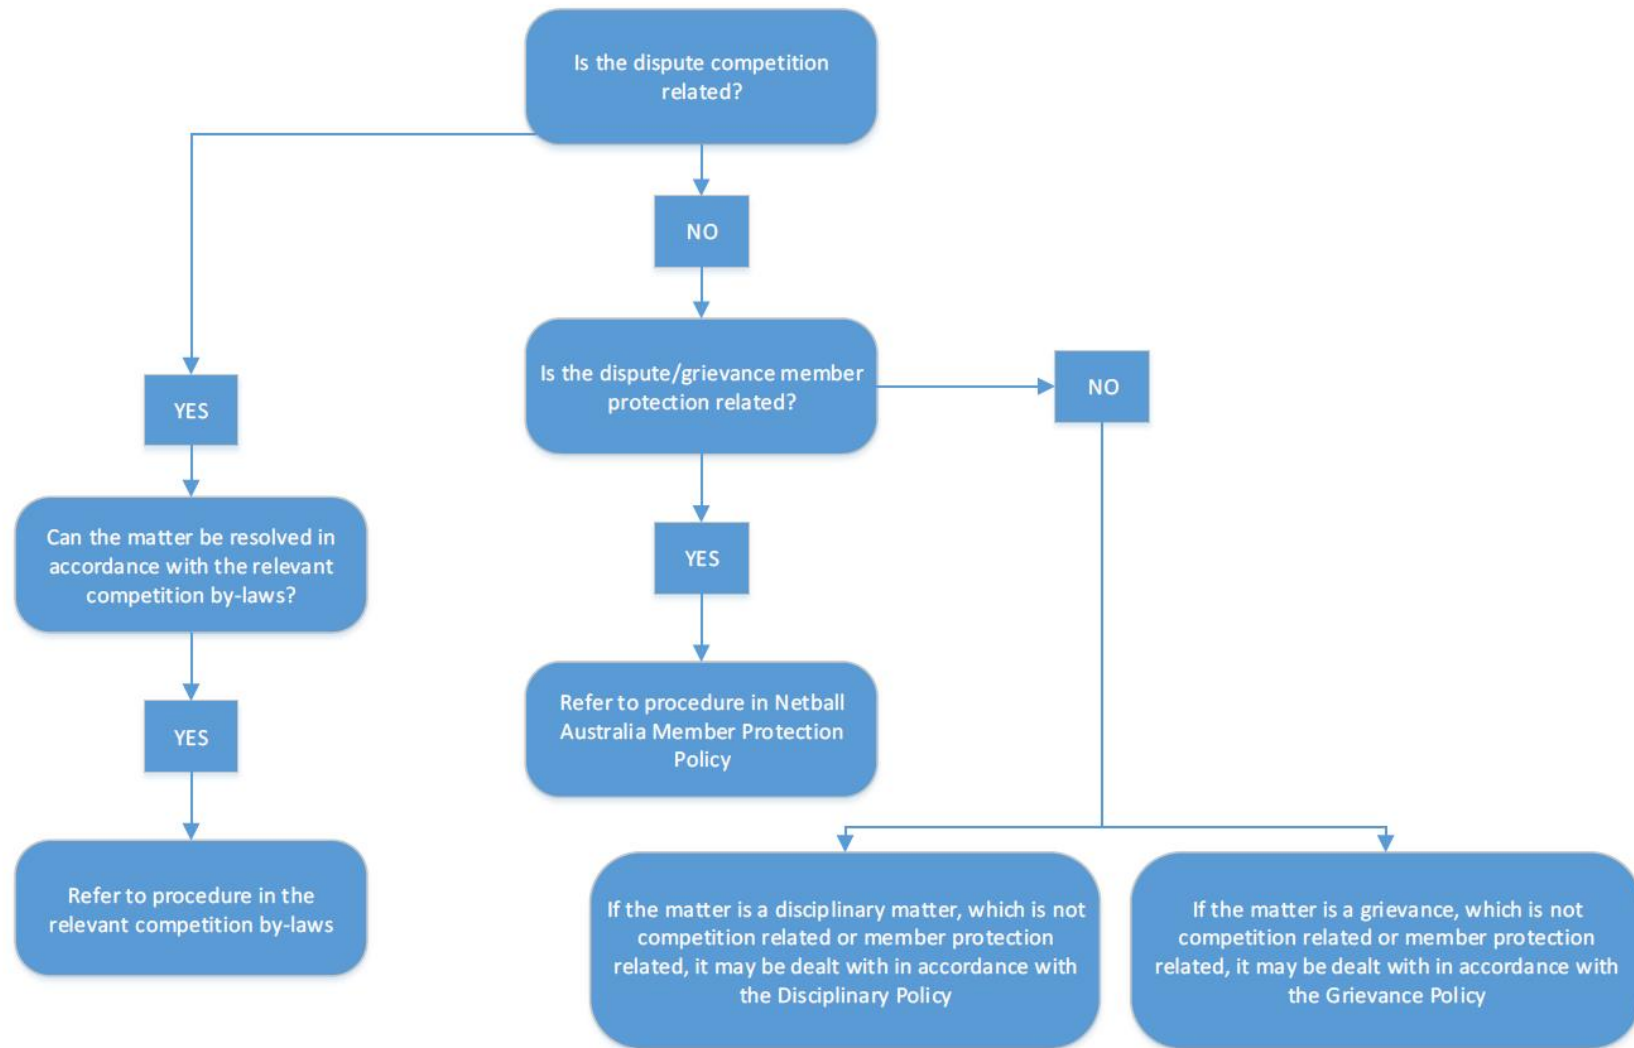 Is the dispute competition
related?
NO
Is the dispute/grievance member
protection related?
NO
YES
Can the matter be resolved in
accordance with the relevant
competition by-laws?
YES
YES
Refer to procedure in Netball
Australia Member Protection
Policy
Refer to procedure in the
relevant competition by-laws
If the matter is a disciplinary matter, which is not
competition related or member protection
related, it may be dealt with in accordance with
the Disciplinary Policy
If the matter is a grievance, which is not
competition related or member protection
related, it may be dealt with in accordance with
the Grievance Policy